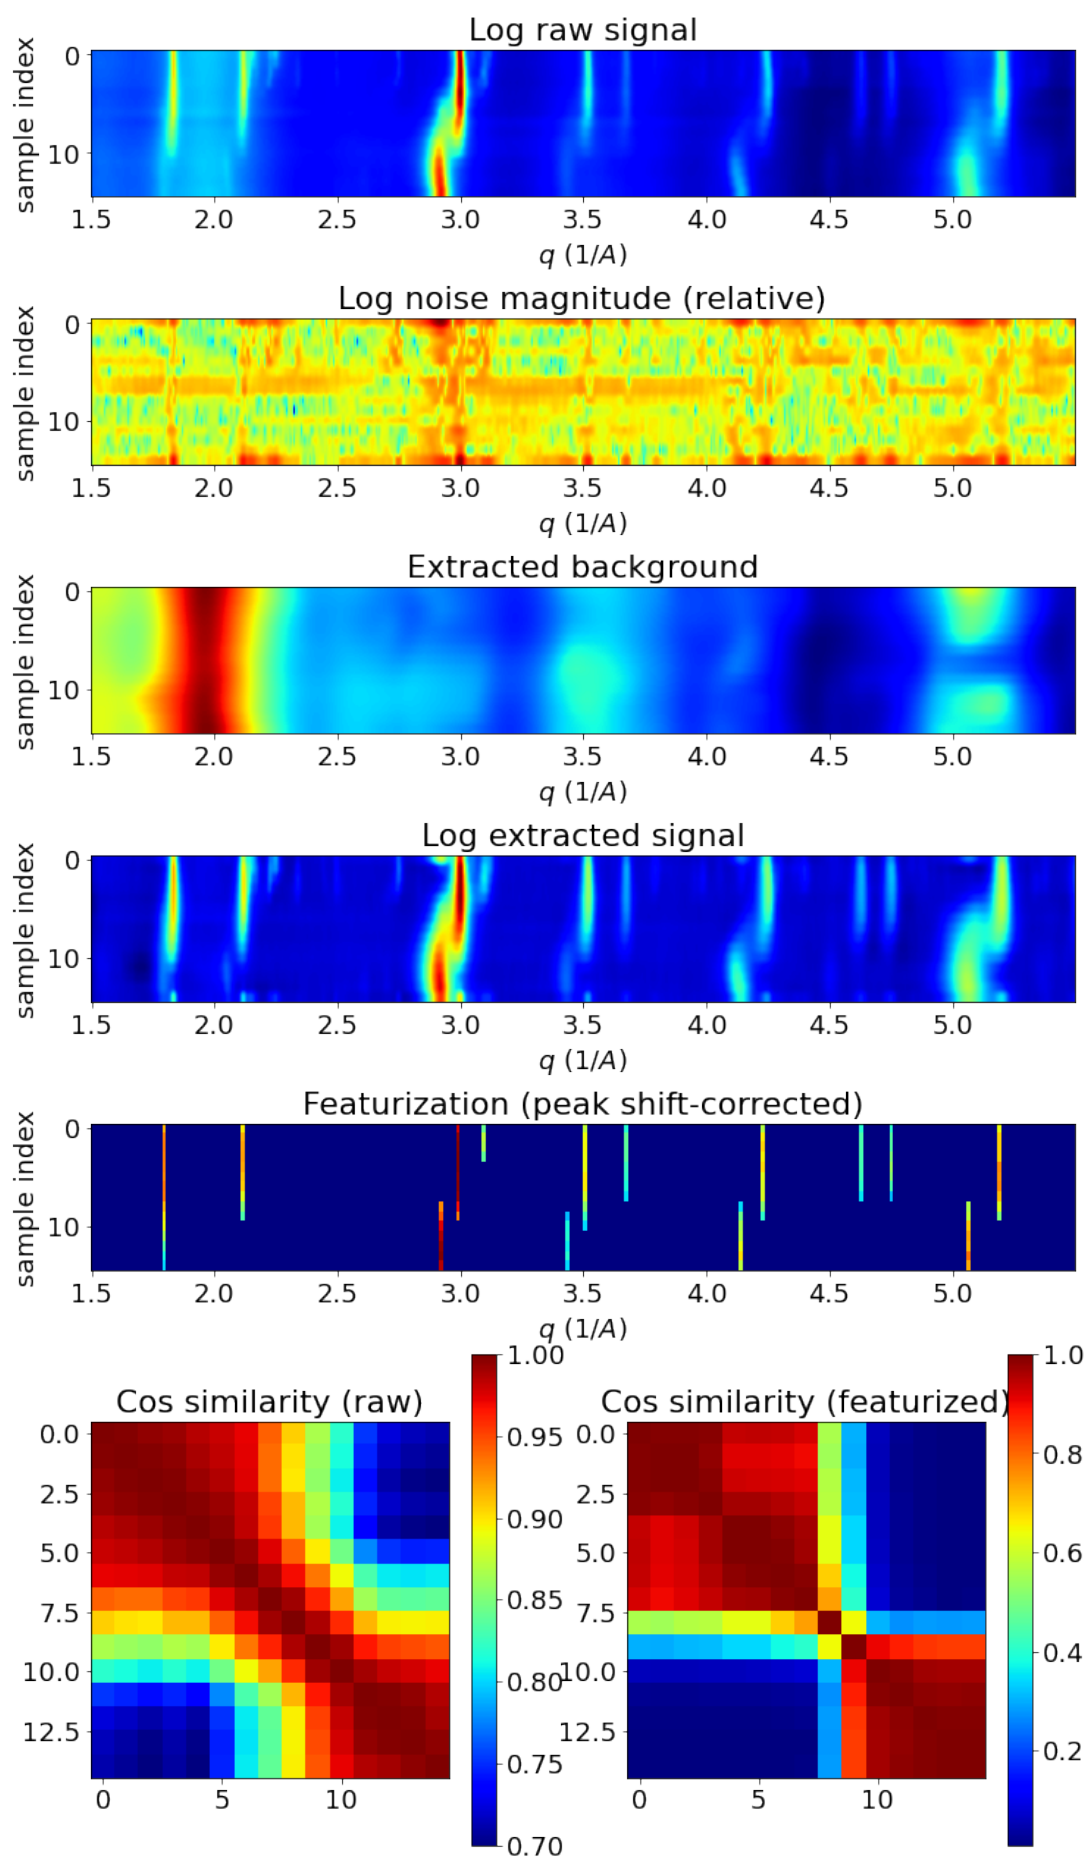 Log raw signal
sample index
0
10
1.5 2.0 2.5 3.0 3.5 4.0 4.5 5.0
q (1/A)
Log noise magnitude (relative)
sample index
0
10
1.5 2.0 2.5 3.0 3.5 4.0 4.5 5.0
q (1/A)
Extracted background
sample index
0
10
1.5 2.0 2.5 3.0 3.5 4.0 4.5 5.0
q (1/A)
Log extracted signal
sample index
0
10
1.5 2.0 2.5 3.0 3.5 4.0 4.5 5.0
q (1/A)
Featurization (peak shift-corrected)
sample index
0
10
1.5 2.0 2.5 3.0 3.5 4.0 4.5 5.0
q (1/A)
Cos similarity (raw)
0.0
2.5
5.0
7.5
10.0
12.5
0 5 10
1.00
0.95
0.90
0.85
0.80
0.75
0.70
Cos similarity (featurized)
0.0
2.5
5.0
7.5
10.0
12.5
0 5 10
1.0
0.8
0.6
0.4
0.2